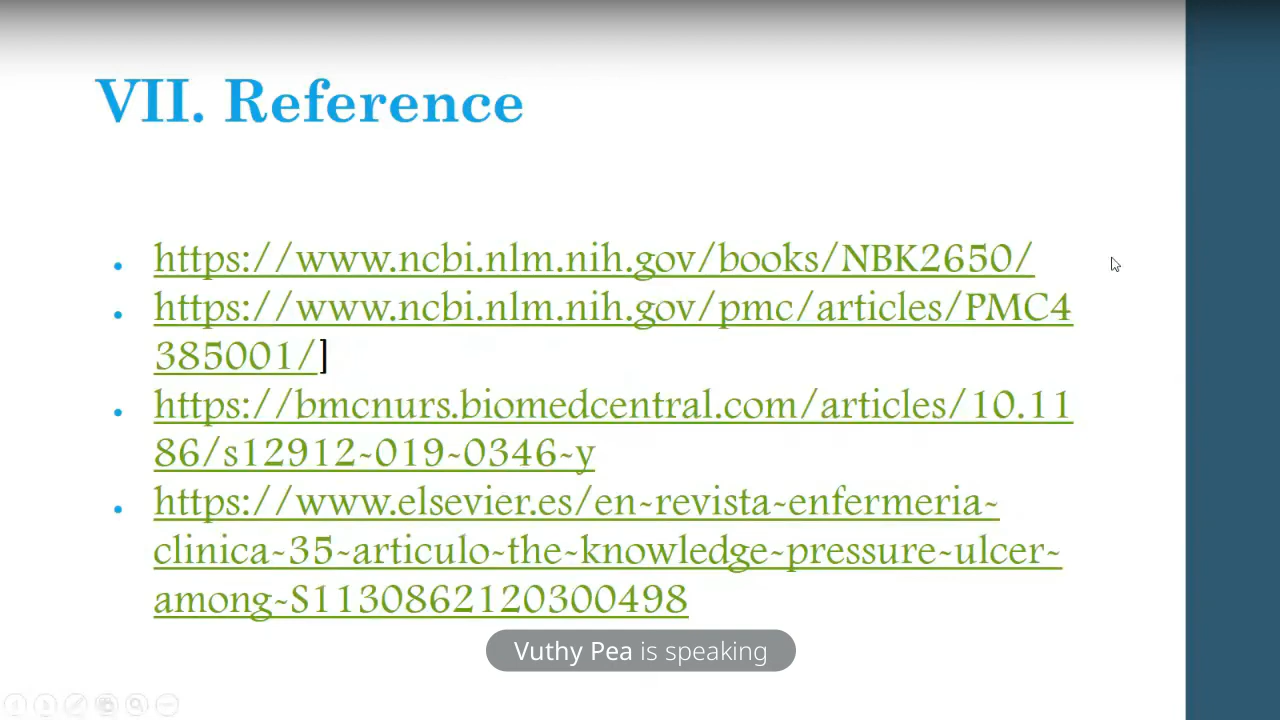 VII. Reference
• https://www.ncbi.nlm.nih.gov/books/NBK2650/
• https://www.ncbi.nlm.nih.gov/pmc/articles/PMC4
385001/]
• https://bmcnurs.biomedcentral.com/articles/10.11
86/s12912-019-0346-y
• https://www.elsevier.es/en-revista-enfermeria-
clinica-35-articulo-the-knowledge-pressure-ulcer-
among-S1130862120300498
Vuthy Pea is speaking